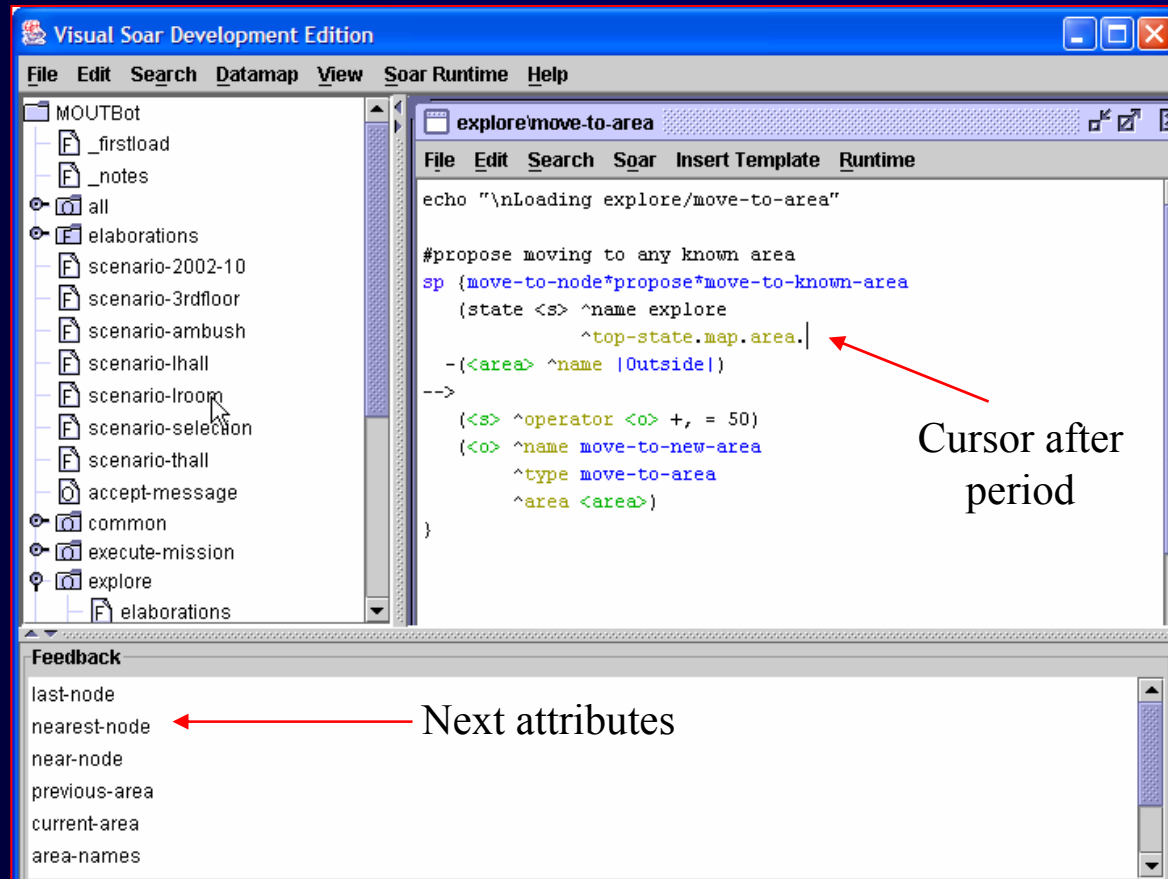 Visual Soar Development Edition
File Edit Search Datamap View Soar Runtime Help
MOUTBot
_firstload
_notes
all
elaborations
scenario-2002-10
scenario-3rdfloor
scenario-ambush
scenario-lhall
scenario-lroom
scenario-selection
scenario-thall
accept-message
common
execute-mission
explore
elaborations
explore\move-to-area
File Edit Search Soar Insert Template Runtime
echo "\nLoading explore/move-to-area"
#propose moving to any known area
sp {move-to-node*propose*move-to-known-area
(state <s> ^name explore
^top-state.map.area.
-(<area> ^name |Outside|)
-->
(<s> ^operator <o> +, = 50)
(<o> ^name move-to-new-area
^type move-to-area
^area <area>)
}
Cursor after
period
Feedback
last-node
nearest-node
near-node
previous-area
current-area
area-names
Next attributes